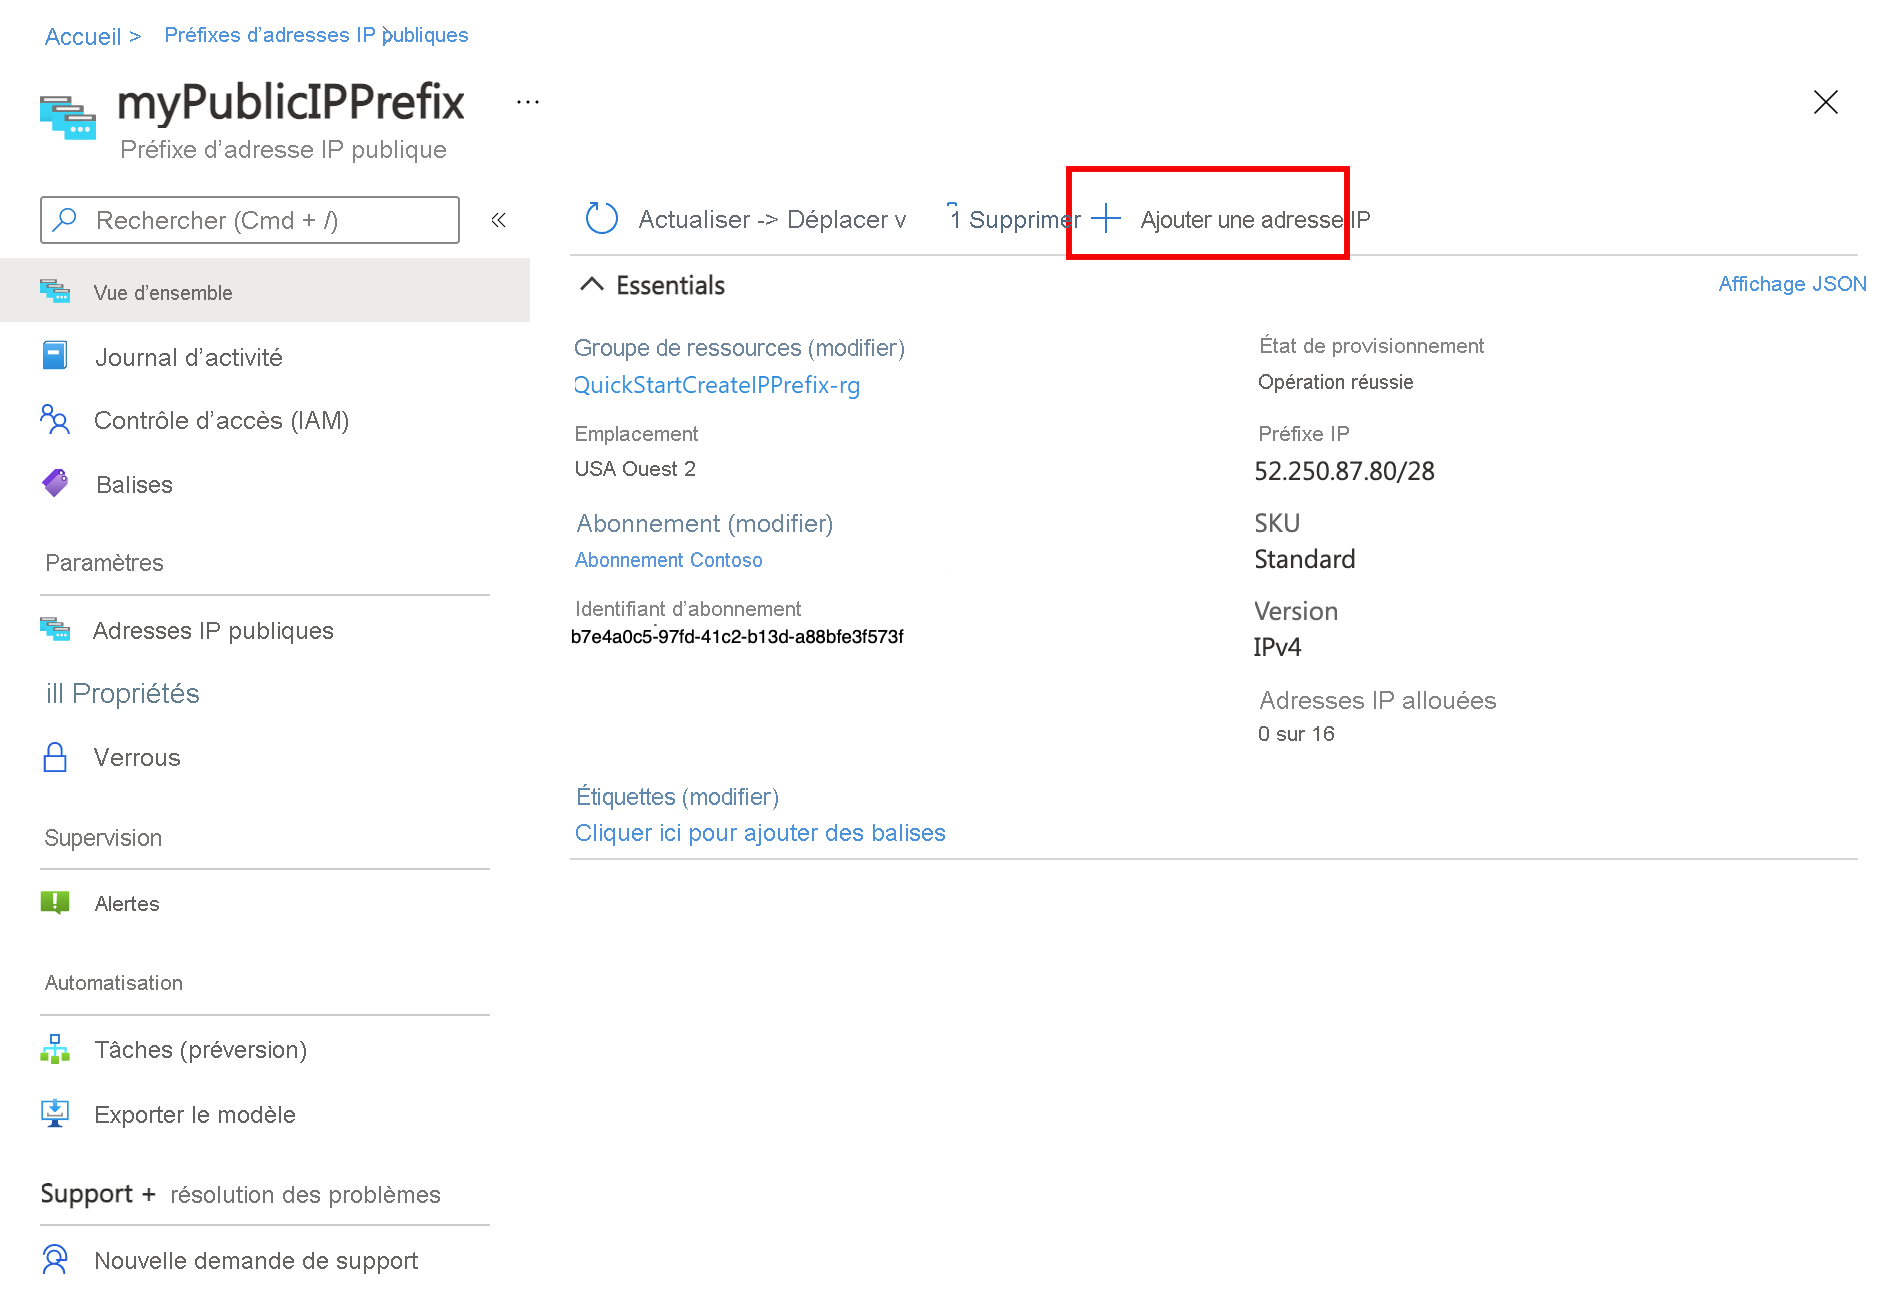 Accueil > Préfixes d’adresses IP publiques
myPublicIPPrefix ...
Préfixe d’adresse IP publique
Rechercher (Cmd + /) «
Vue d’ensemble
Journal d’activité
Contrôle d’accès (IAM)
Balises
Paramètres
Adresses IP publiques
ill Propriétés
Verrous
Supervision
Alertes
Automatisation
Tâches (préversion)
Exporter le modèle
Support + résolution des problèmes
Nouvelle demande de support
Actualiser -> Déplacer v 1 Supprimer + Ajouter une adresse IP
Essentials
Affichage JSON
Groupe de ressources (modifier)
QuickStartCreateIPPrefix-rg
Emplacement
USA Ouest 2
Abonnement (modifier)
Abonnement Contoso
Identifiant d’abonnement
b7e4a0c5-97fd-41c2-b13d-a88bfe3f573f
État de provisionnement
Opération réussie
Préfixe IP
52.250.87.80/28
SKU
Standard
Version
IPv4
Adresses IP allouées
0 sur 16
Étiquettes (modifier)
Cliquer ici pour ajouter des balises